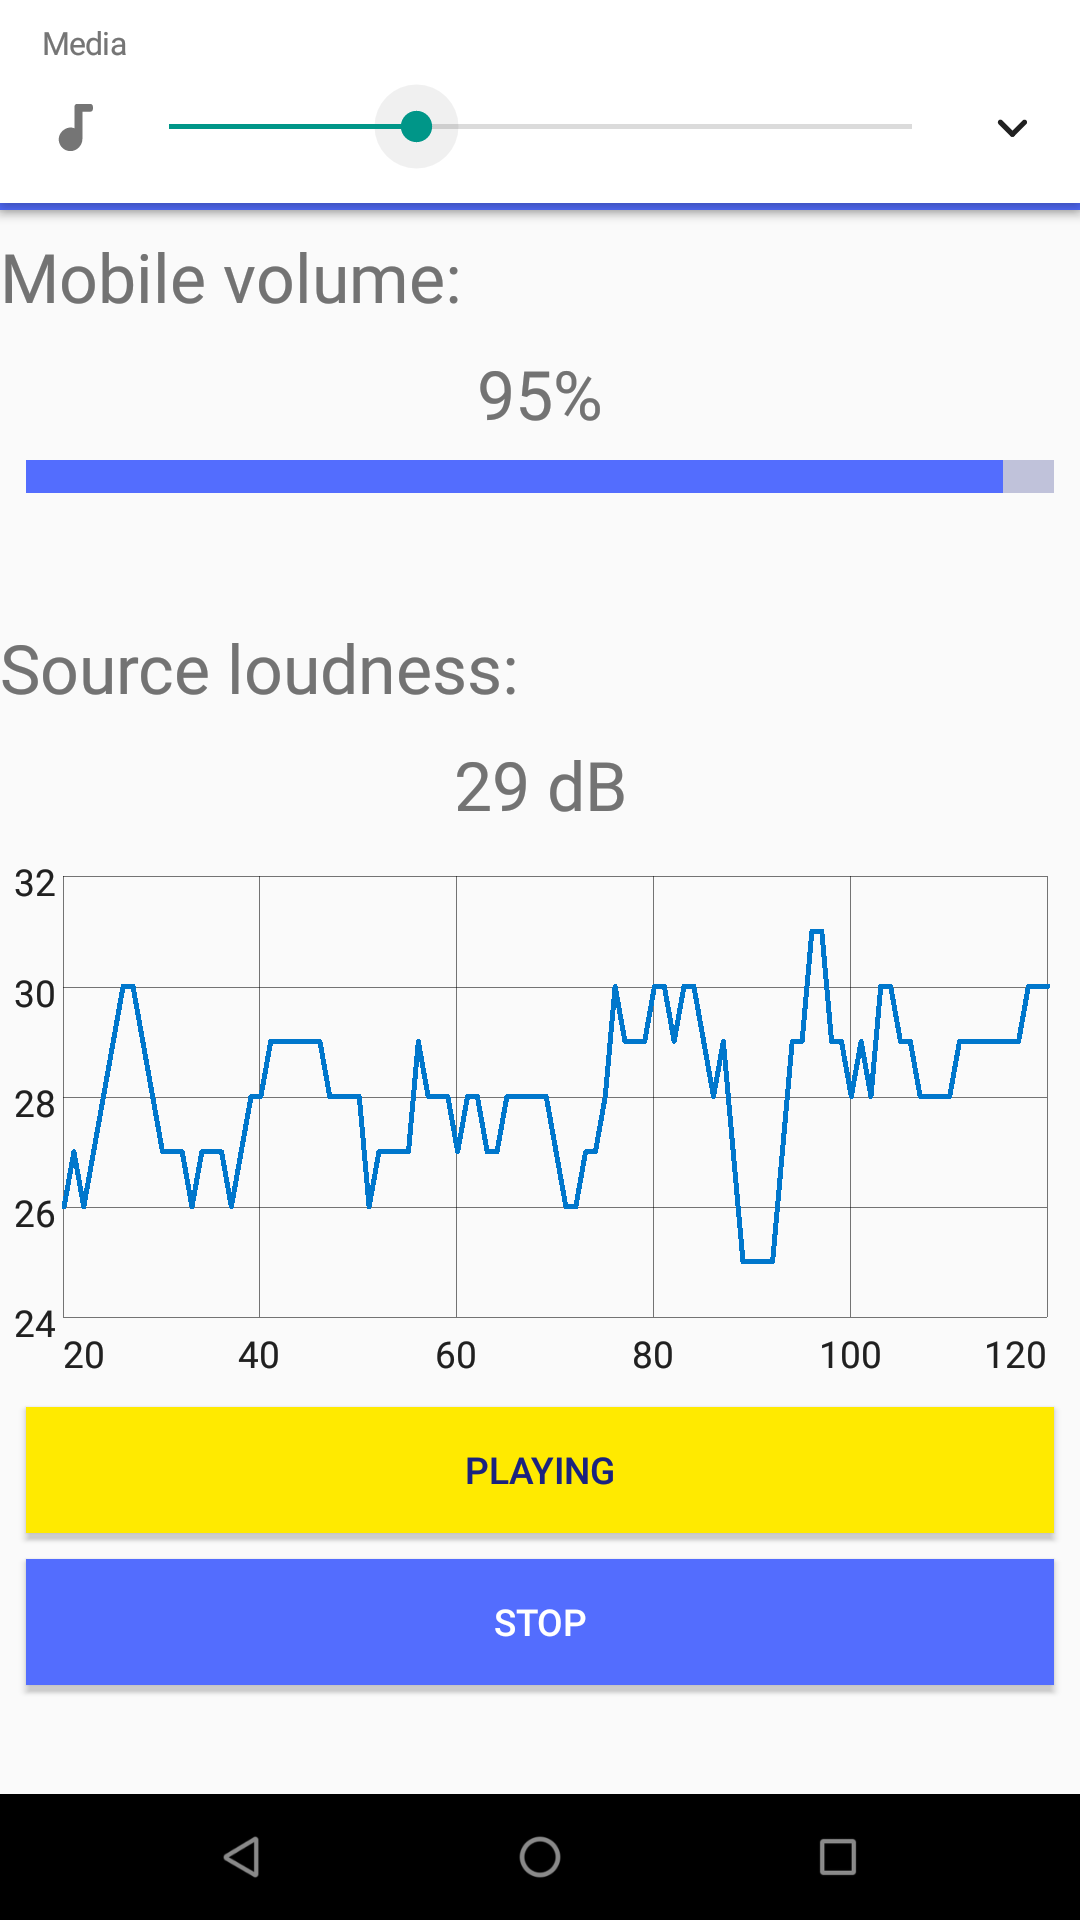 Media
Mobile volume:
95%
Source loudness:
29 dB
32
30
28
26
24
20 40 60 80 100 120
PLAYING
STOP